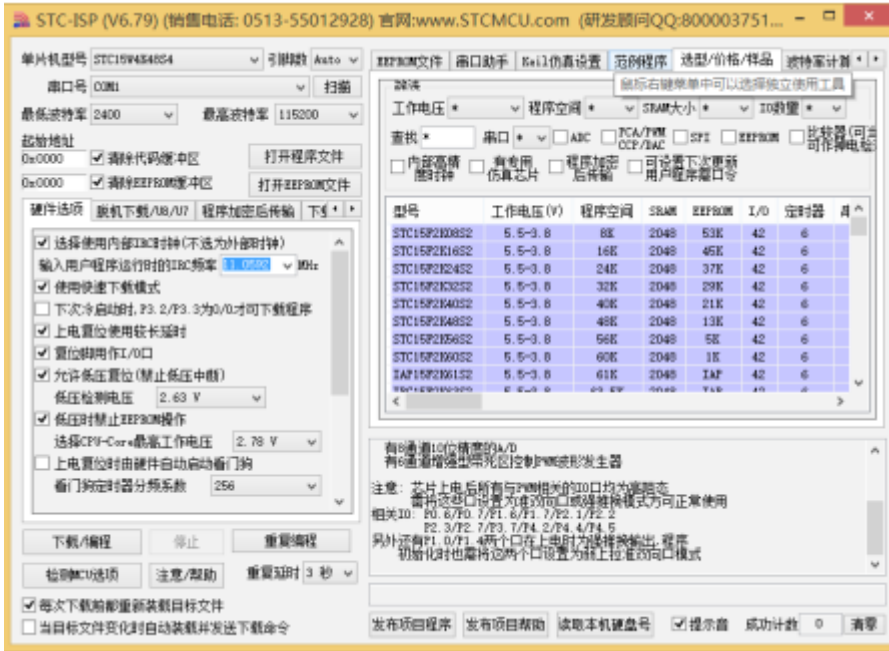 STC-ISP (V6.79) (销售电话: 0513-55012928) 官网:www.STCMCU.com (研发顾问QQ:800003751...
单片机型号 STC15W4K48S4 引脚数 Auto
串口号 COM1 扫描
最低波特率 2400 最高波特率 115200
起始地址
0x0000 清除代码缓冲区 打开程序文件
0x0000 清除EEPROM缓冲区 打开EEPROM文件
硬件选项 脱机下载/U8/U7 程序加密后传输
选择使用内部IRC时钟(不选为外部时钟)
输入用户程序运行时的IRC频率 11.0592 MHz
使用快速下载模式
下次冷启动时,P3.2/P3.3为0/0才可下载程序
上电复位使用较长延时
复位脚用作I/O口
允许低压复位(禁止低压中断)
低压检测电压 2.63 V
低压时禁止EEPROM操作
选择CPU-Core最高工作电压 2.78 V
上电复位时由硬件自动启动看门狗
看门狗定时器分频系数 256
下载/编程 停止 重复编程
检测MCU选项 注意/帮助 重复延时 3 秒
每次下载前都重新装载目标文件
当目标文件变化时自动装载并发送下载命令
EEPROM文件 串口助手 Keil仿真设置 范例程序 选型/价格/样品 波特率计算
鼠标右键菜单中可以选择独立使用工具
工作电压 * 程序空间 * SRAM大小 * IO数量 *
查找 * 串口 * ADC PCA/PWM CCP/DAC SPI EEPROM 比较器(可当
可作掉电检
内部高精度时钟 有专用仿真芯片 程序加密后传输 可设置下次更新用户程序需口令
型号 工作电压(V) 程序空间 SRAM EEPROM I/O 定时器
STC15F2K08S2 5.5-3.8 8K 2048 53K 42 6
STC15F2K16S2 5.5-3.8 16K 2048 45K 42 6
STC15F2K24S2 5.5-3.8 24K 2048 37K 42 6
STC15F2K32S2 5.5-3.8 32K 2048 29K 42 6
STC15F2K40S2 5.5-3.8 40K 2048 21K 42 6
STC15F2K48S2 5.5-3.8 48K 2048 13K 42 6
STC15F2K56S2 5.5-3.8 56K 2048 5K 42 6
STC15F2K60S2 5.5-3.8 60K 2048 1K 42 6
IAP15F2K61S2 5.5-3.8 61K 2048 IAP 42 6
有8通道10位精度的A/D
有6通道增强型带死区控制PWM波形发生器
注意: 芯片上电后所有与PWM相关的IO口均为高阻态
需将这些口设置为准双向口或强推挽模式方可正常使用
相关IO: P0.6/P0.7/P1.6/P1.7/P2.1/P2.2
P2.3/P2.7/P3.7/P4.2/P4.4/P4.5
另外还有P1.0/P1.4两个口在上电时为强推挽输出,程序
初始化时也需将这两个口设置为弱上拉准双向口模式
发布项目程序 发布项目帮助 读取本机硬盘号 提示音 成功计数 0 清零